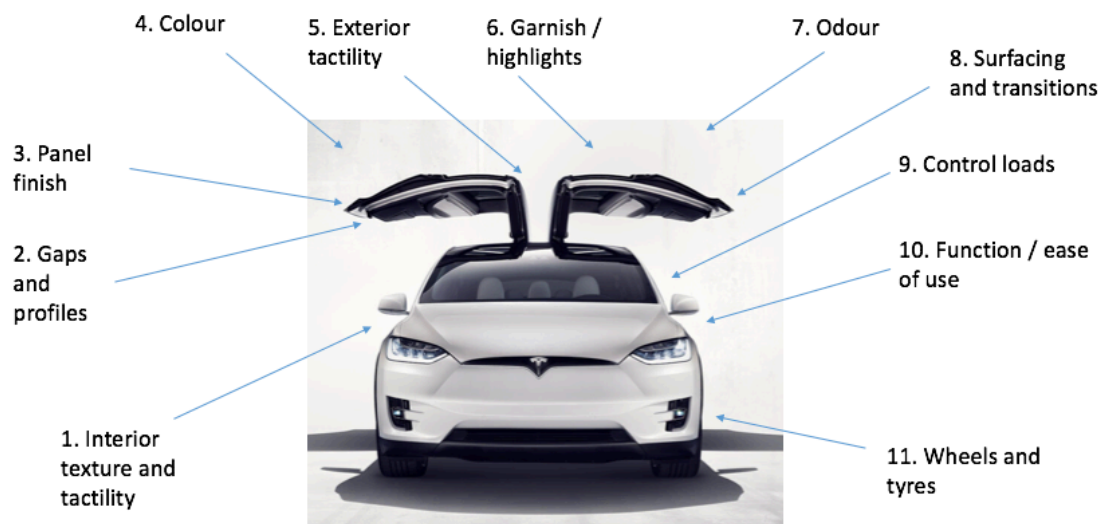 4. Colour
5. Exterior
tactility
6. Garnish /
highlights
7. Odour
8. Surfacing
and transitions
3. Panel
finish
9. Control loads
2. Gaps
and
profiles
10. Function / ease
of use
1. Interior
texture and
tactility
11. Wheels and
tyres